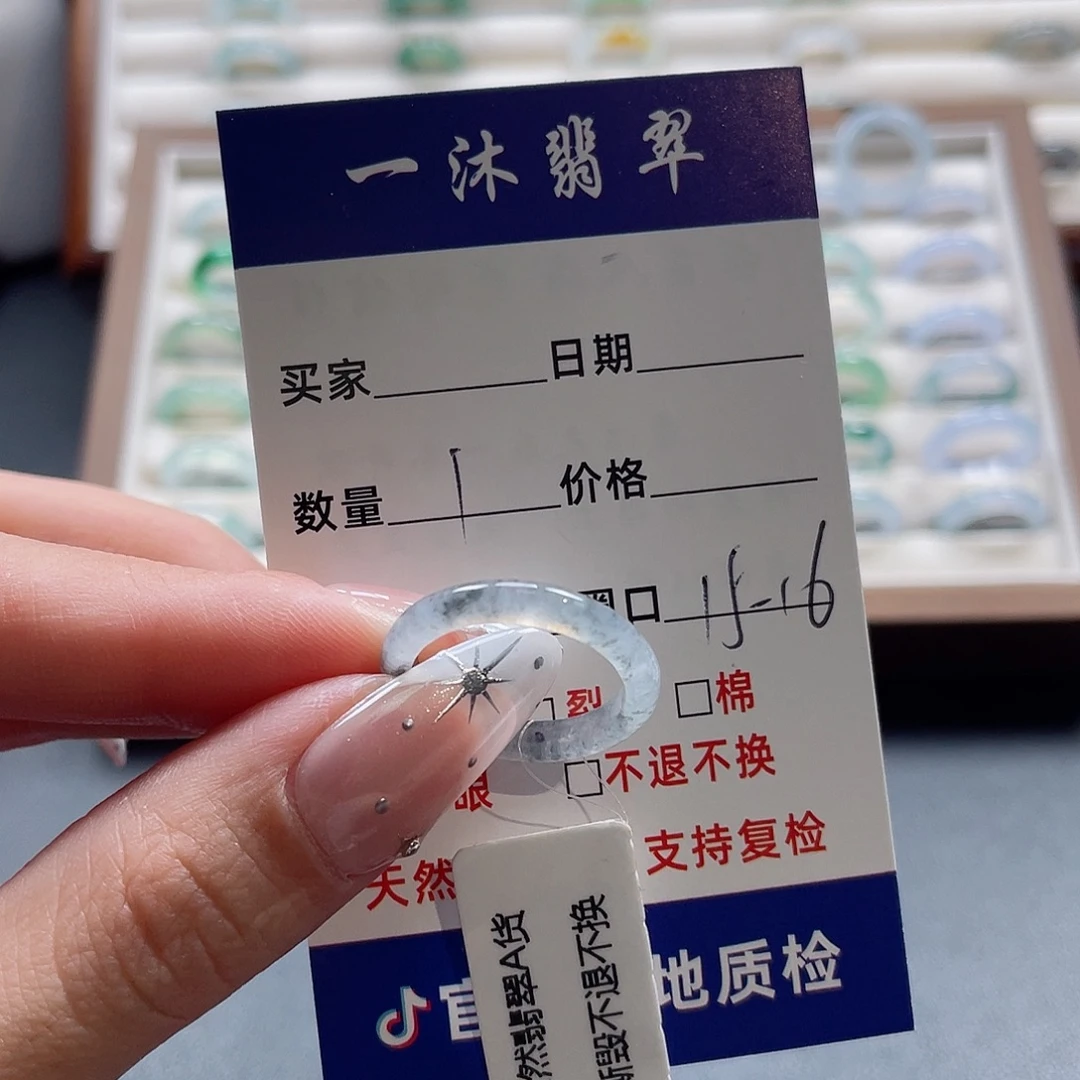 一沐翡翠
买家 日期
数量 1 价格
圈口 15-16
裂 □棉
眼 □不退不换
天然 支持复检
官 地质检
然翡翠A货
毁不退不换